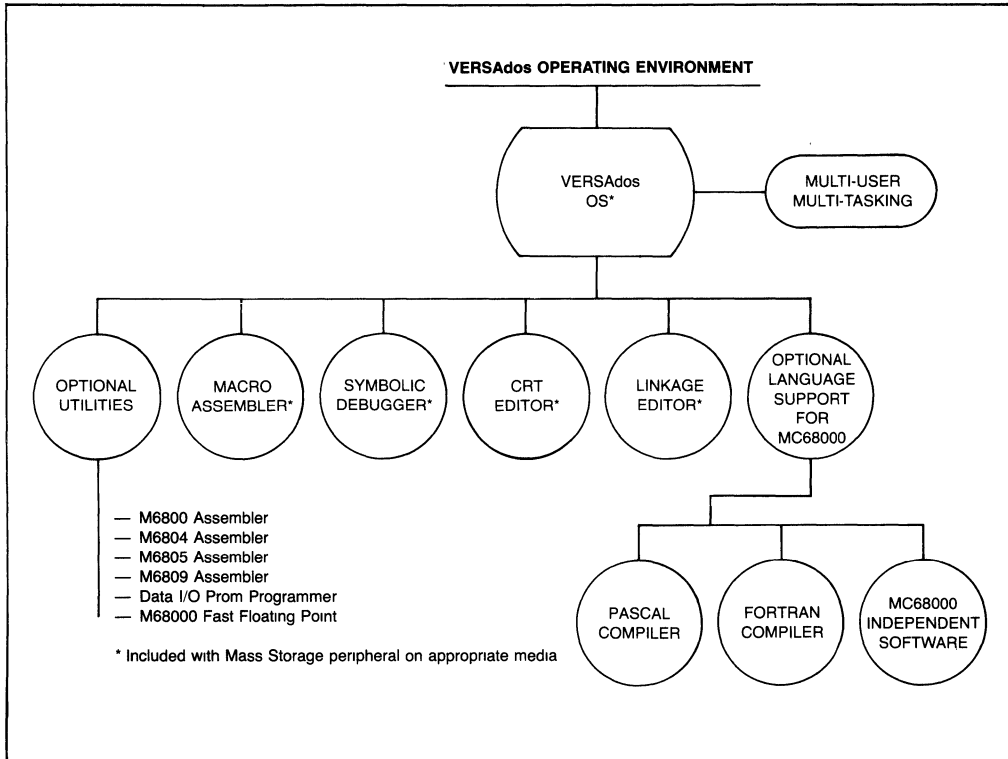 VERSAdos OPERATING ENVIRONMENT
VERSAdos
OS*
MULTI-USER
MULTI-TASKING
OPTIONAL
UTILITIES
MACRO
ASSEMBLER*
SYMBOLIC
DEBUGGER*
CRT
EDITOR*
LINKAGE
EDITOR*
OPTIONAL
LANGUAGE
SUPPORT
FOR
MC68000
— M6800 Assembler
— M6804 Assembler
— M6805 Assembler
— M6809 Assembler
— Data I/O Prom Programmer
— M68000 Fast Floating Point
* Included with Mass Storage peripheral on appropriate media
PASCAL
COMPILER
FORTRAN
COMPILER
MC68000
INDEPENDENT
SOFTWARE